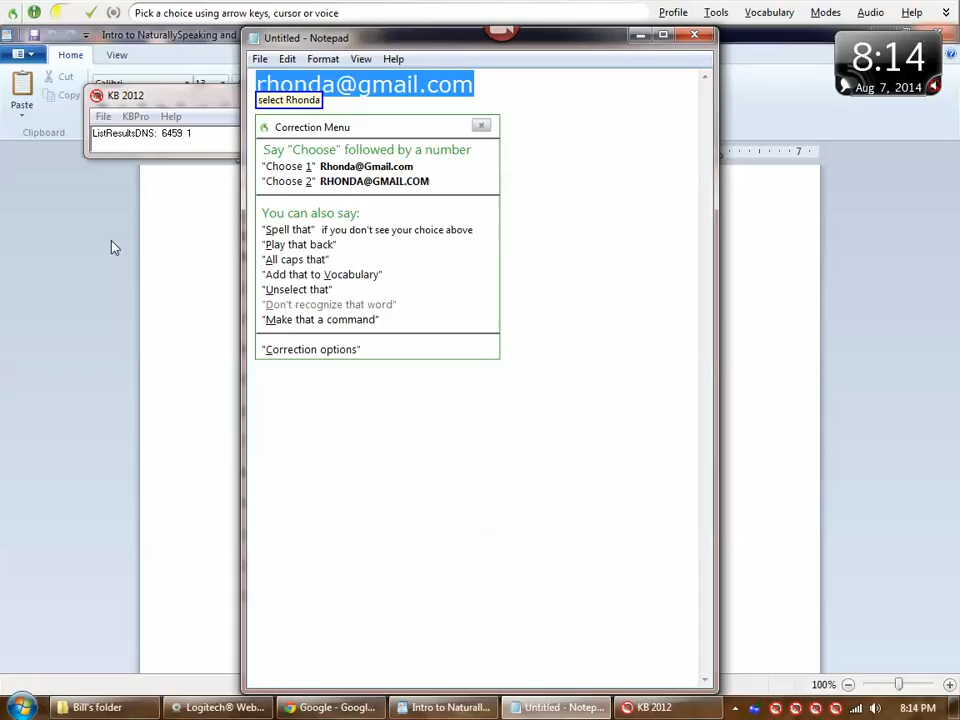 Pick a choice using arrow keys, cursor or voice
Profile Tools Vocabulary Modes Audio Help
Intro to NaturallySpeaking and
Untitled - Notepad
Home View
File Edit Format View Help
8:14
Aug 7, 2014
Cut
Copy
Paste
Clipboard
Calibri 13
KB 2012
File KBPro Help
ListResultsDNS: 6459 1
rhonda@gmail.com
select Rhonda
Correction Menu
Say "Choose" followed by a number
"Choose 1" Rhonda@Gmail.com
"Choose 2" RHONDA@GMAIL.COM
You can also say:
"Spell that" if you don't see your choice above
"Play that back"
"All caps that"
"Add that to Vocabulary"
"Unselect that"
"Don't recognize that word"
"Make that a command"
"Correction options"
7
100%
Bill's folder
Logitech® Web...
Google - Googl...
Intro to Naturall...
Untitled - Notep...
KB 2012
8:14 PM